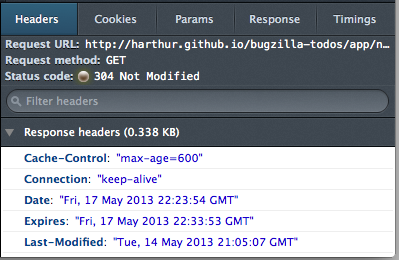 Headers Cookies Params Response Timings
Request URL: http://harthur.github.io/bugzilla-todos/app/n...
Request method: GET
Status code: 304 Not Modified
Filter headers
Response headers (0.338 KB)
Cache-Control: "max-age=600"
Connection: "keep-alive"
Date: "Fri, 17 May 2013 22:23:54 GMT"
Expires: "Fri, 17 May 2013 22:33:53 GMT"
Last-Modified: "Tue, 14 May 2013 21:05:07 GMT"